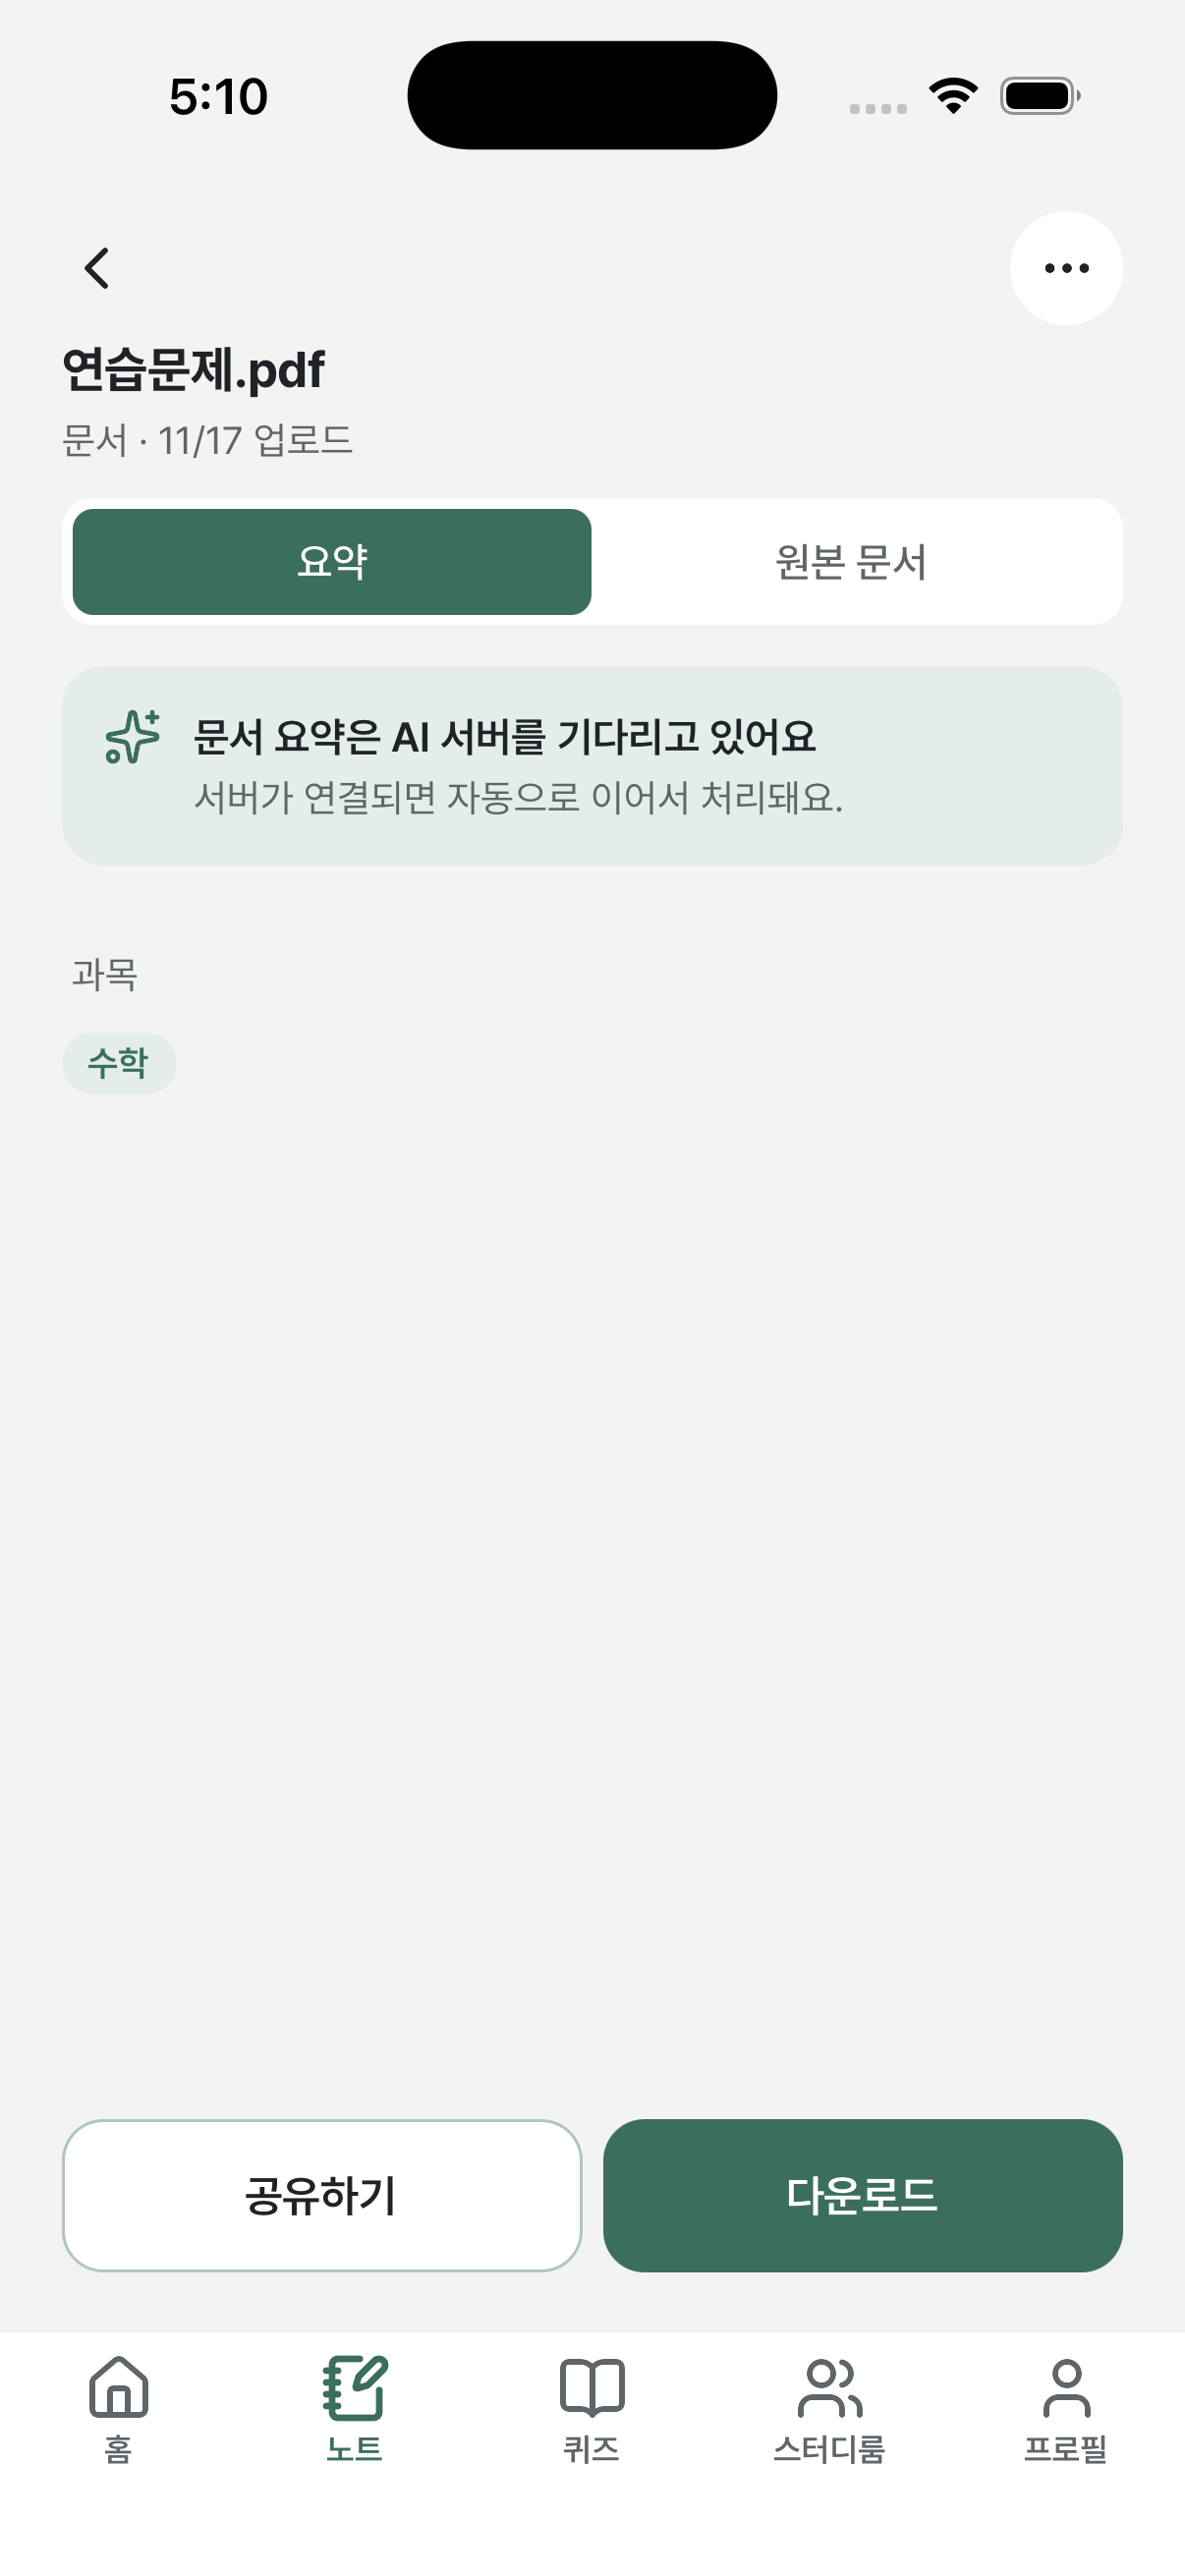 5:10
연습문제.pdf
문서 · 11/17 업로드
요약
원본 문서
문서 요약은 AI 서버를 기다리고 있어요
서버가 연결되면 자동으로 이어서 처리돼요.
과목
수학
공유하기
다운로드
홈
노트
퀴즈
스터디룸
프로필